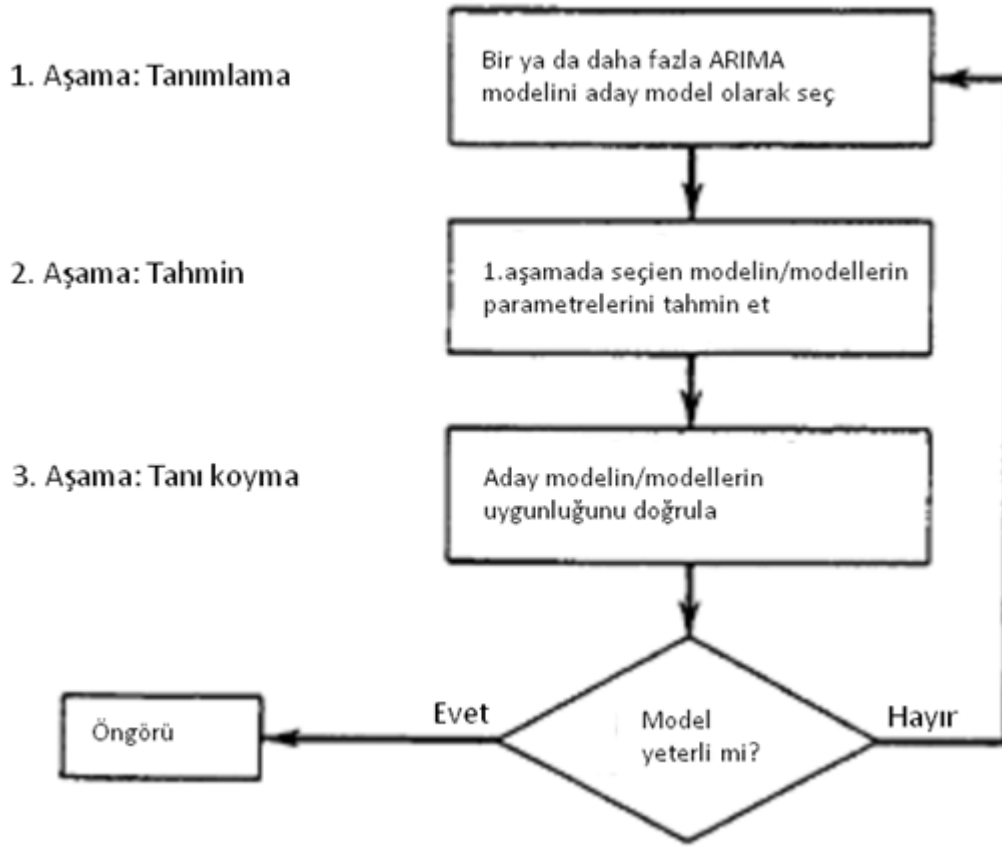 1. Aşama: Tanımlama
Bir ya da daha fazla ARIMA
modelini aday model olarak seç
2. Aşama: Tahmin
1.aşamada seçien modelin/modellerin
parametrelerini tahmin et
3. Aşama: Tanı koyma
Aday modelin/modellerin
uygunluğunu doğrula
Öngörü
Evet
Model
yeterli mi?
Hayır